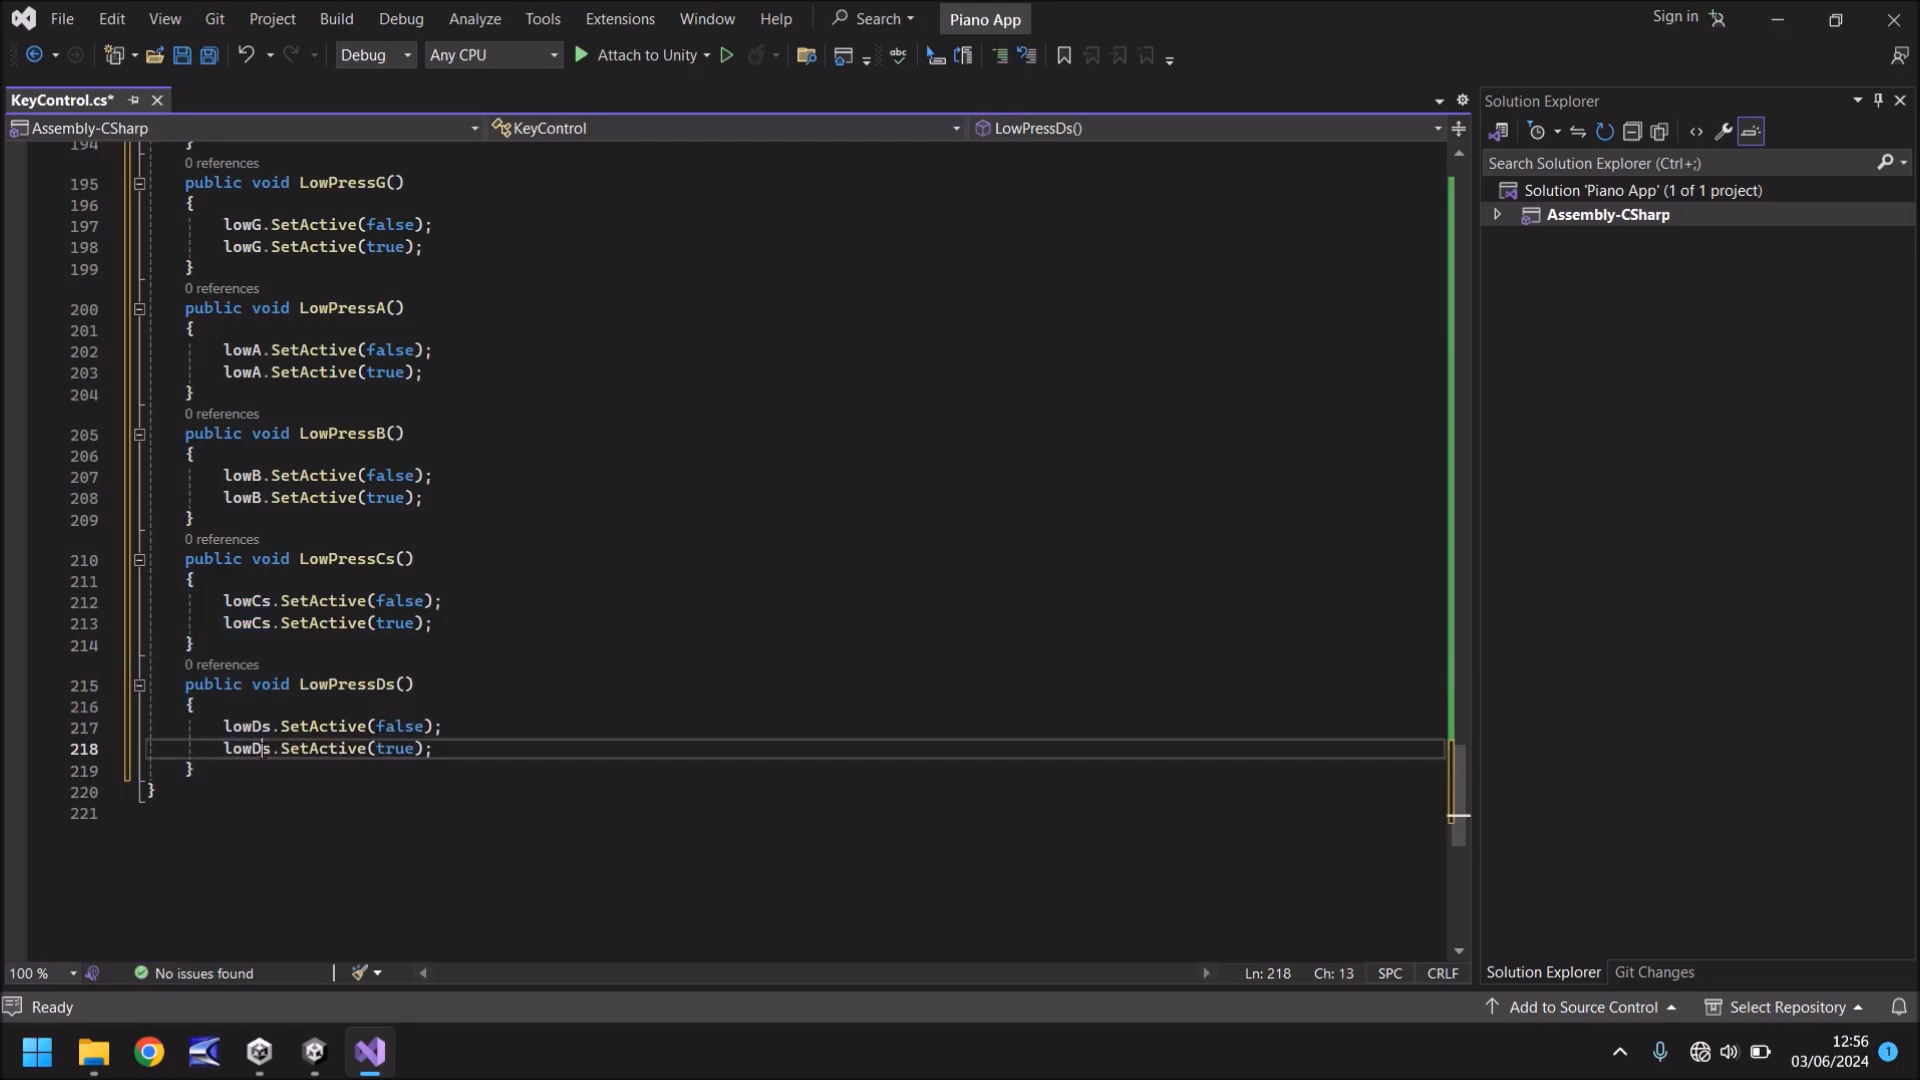 File Edit View Git Project Build Debug Analyze Tools Extensions Window Help Search Piano App Sign in
Debug Any CPU Attach to Unity
KeyControl.cs* Solution Explorer
Assembly-CSharp KeyControl LowPressDs()
Search Solution Explorer (Ctrl+;)
Solution 'Piano App' (1 of 1 project)
Assembly-CSharp
194 }
0 references
195 public void LowPressG()
196 {
197 lowG.SetActive(false);
198 lowG.SetActive(true);
199 }
0 references
200 public void LowPressA()
201 {
202 lowA.SetActive(false);
203 lowA.SetActive(true);
204 }
0 references
205 public void LowPressB()
206 {
207 lowB.SetActive(false);
208 lowB.SetActive(true);
209 }
0 references
210 public void LowPressCs()
211 {
212 lowCs.SetActive(false);
213 lowCs.SetActive(true);
214 }
0 references
215 public void LowPressDs()
216 {
217 lowDs.SetActive(false);
218 lowDs.SetActive(true);
219 }
220 }
221
100 % No issues found Ln: 218 Ch: 13 SPC CRLF Solution Explorer Git Changes
Ready Add to Source Control Select Repository
12:56
03/06/2024 1